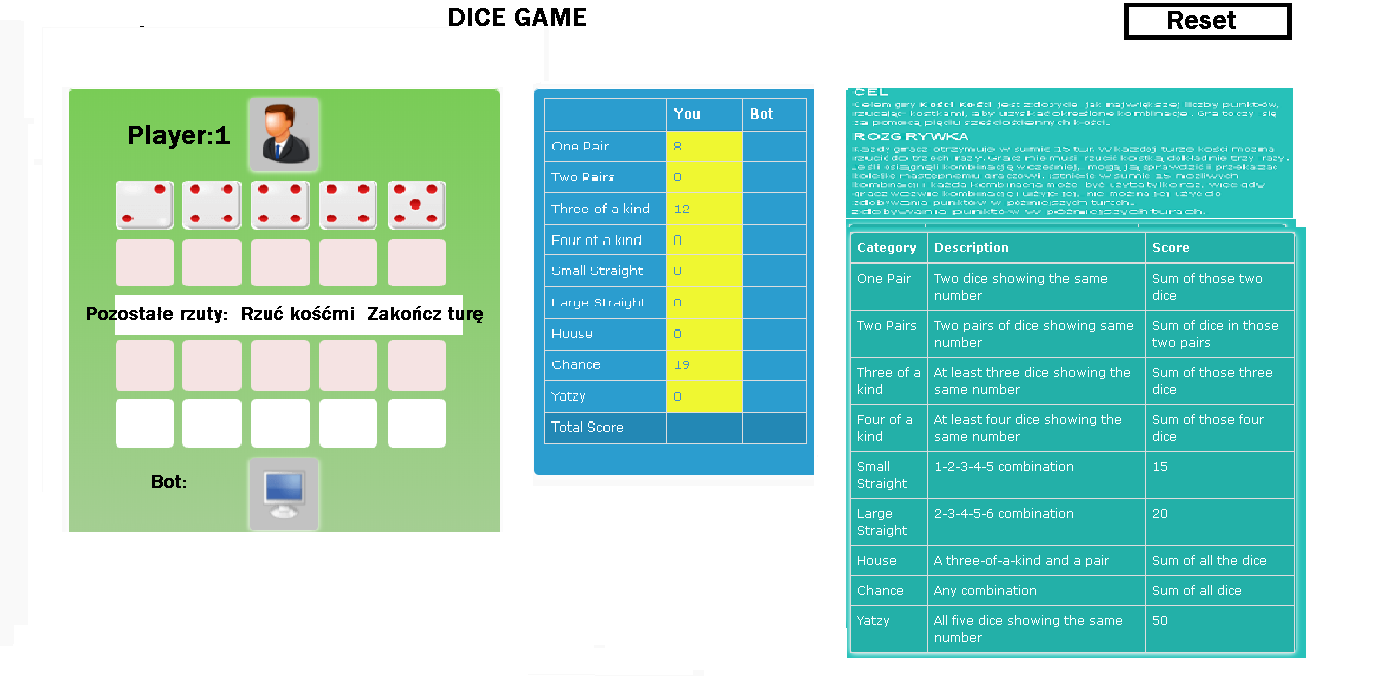 DICE GAME
Reset
Player:1
Pozostałe rzuty: Rzuć kośćmi Zakończ turę
Bot:
You Bot
One Pair 8
Two Pairs 0
Three of a kind 12
Four of a kind 0
Small Straight 0
Large Straight 0
House 0
Chance 19
Yatzy 0
Total Score
CEL
Celem gry Kości Kości jest zdobycie jak największej liczby punktów,
rzucając kostkami, aby uzyskać określone kombinacje. Gra toczy się
za pomocą pięciu sześciościennych kości.
ROZGRYWKA
Każdy gracz otrzymuje w sumie 15 tur. W każdej turze kości można
rzucić do trzech razy. Gracz nie musi rzucić kostką dokładnie trzy razy.
Jeśli osiągnęli kombinację wcześniej, mogą ją sprawdzić i przekazać
kolejkę następnemu graczowi. Istnieje w sumie 15 możliwych
kombinacji i każda kombinacja może być użyta tylko raz, więc gdy
gracz wezwie kombinację i użyje jej, nie można jej użyć do
zdobywania punktów w późniejszych turach.
zdobywania punktów w późniejszych turach.
Category Description Score
One Pair Two dice showing the same Sum of those two
number dice
Two Pairs Two pairs of dice showing same Sum of dice in those
number two pairs
Three of a At least three dice showing the Sum of those three
kind same number dice
Four of a At least four dice showing the Sum of those four
kind same number dice
Small 1-2-3-4-5 combination 15
Straight
Large 2-3-4-5-6 combination 20
Straight
House A three-of-a-kind and a pair Sum of all the dice
Chance Any combination Sum of all dice
Yatzy All five dice showing the same 50
number